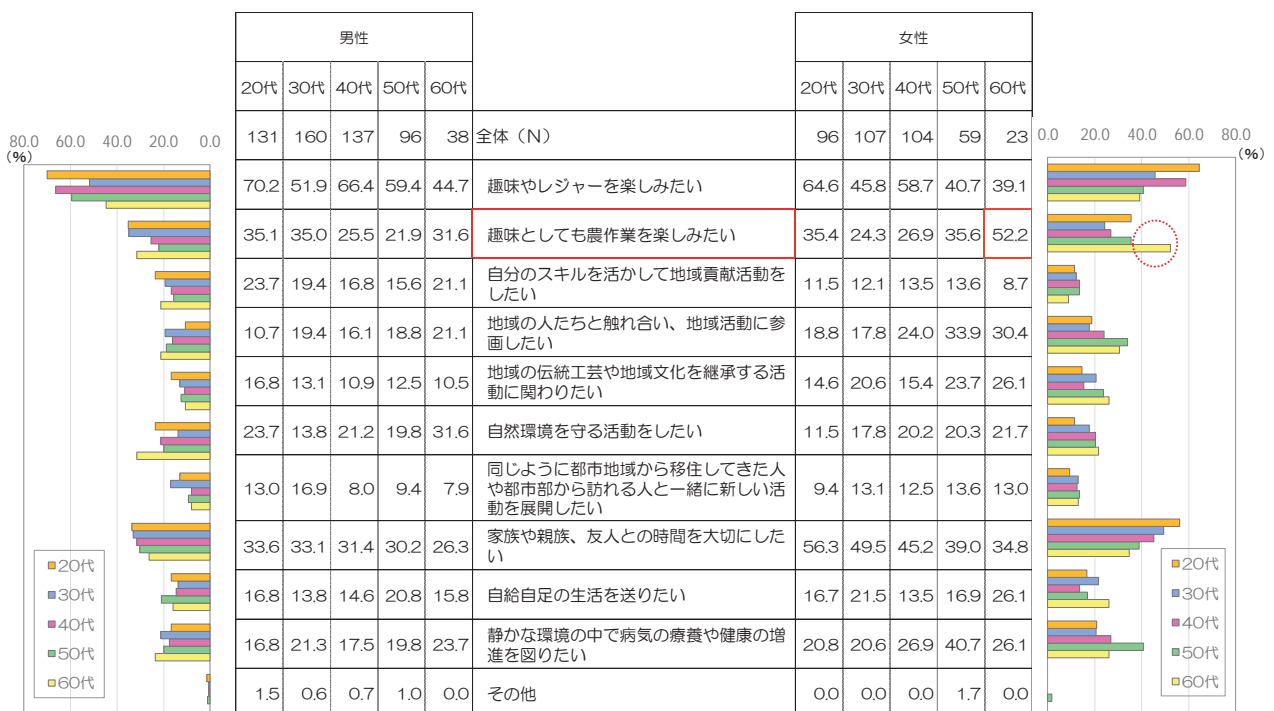 男性 女性
20代 30代 40代 50代 60代 20代 30代 40代 50代 60代
131 160 137 96 38 全体（N） 96 107 104 59 23
80.0 60.0 40.0 20.0 0.0 0.0 20.0 40.0 60.0 80.0
(%) (%)
70.2 51.9 66.4 59.4 44.7 趣味やレジャーを楽しみたい 64.6 45.8 58.7 40.7 39.1
35.1 35.0 25.5 21.9 31.6 趣味としても農作業を楽しみたい 35.4 24.3 26.9 35.6 52.2
23.7 19.4 16.8 15.6 21.1 自分のスキルを活かして地域貢献活動を
したい 11.5 12.1 13.5 13.6 8.7
10.7 19.4 16.1 18.8 21.1 地域の人たちと触れ合い、地域活動に参
画したい 18.8 17.8 24.0 33.9 30.4
16.8 13.1 10.9 12.5 10.5 地域の伝統工芸や地域文化を継承する活
動に関わりたい 14.6 20.6 15.4 23.7 26.1
23.7 13.8 21.2 19.8 31.6 自然環境を守る活動をしたい 11.5 17.8 20.2 20.3 21.7
同じように都市地域から移住してきた人
13.0 16.9 8.0 9.4 7.9 や都市部から訪れる人と一緒に新しい活 9.4 13.1 12.5 13.6 13.0
動を展開したい
33.6 33.1 31.4 30.2 26.3 家族や親族、友人との時間を大切にした
い 56.3 49.5 45.2 39.0 34.8
16.8 13.8 14.6 20.8 15.8 自給自足の生活を送りたい 16.7 21.5 13.5 16.9 26.1
16.8 21.3 17.5 19.8 23.7 静かな環境の中で病気の療養や健康の増
進を図りたい 20.8 20.6 26.9 40.7 26.1
1.5 0.6 0.7 1.0 0.0 その他 0.0 0.0 0.0 1.7 0.0
20代
30代
40代
50代
60代
20代
30代
40代
50代
60代